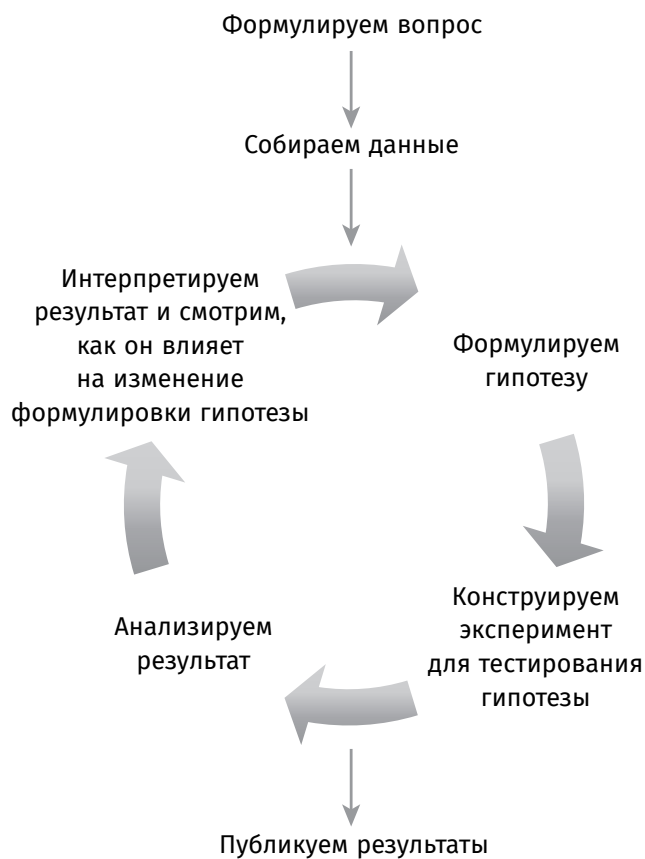 Формулируем вопрос
Собираем данные
Интерпретируем
результат и смотрим,
как он влияет
на изменение
формулировки гипотезы
Формулируем
гипотезу
Конструируем
эксперимент
для тестирования
гипотезы
Анализируем
результат
Публикуем результаты